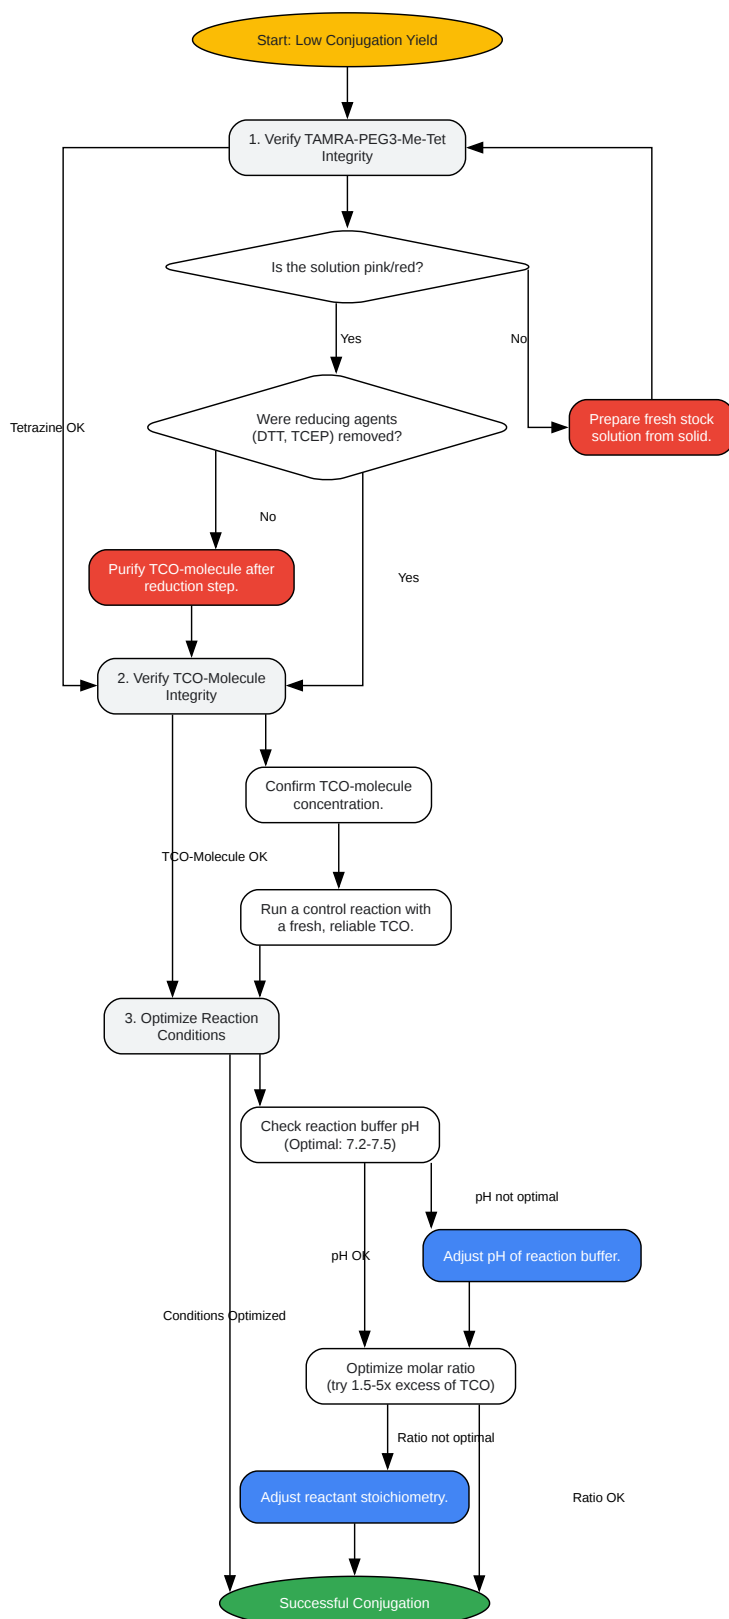 Start: Low Conjugation Yield
1. Verify TAMRA-PEG3-Me-Tet
Integrity
Is the solution pink/red?
Yes
No
Tetrazine OK
Were reducing agents
(DTT, TCEP) removed?
Prepare fresh stock
solution from solid.
No
Yes
Purify TCO-molecule after
reduction step.
2. Verify TCO-Molecule
Integrity
Confirm TCO-molecule
concentration.
TCO-Molecule OK
Run a control reaction with
a fresh, reliable TCO.
3. Optimize Reaction
Conditions
Check reaction buffer pH
(Optimal: 7.2-7.5)
pH not optimal
pH OK
Adjust pH of reaction buffer.
Conditions Optimized
Optimize molar ratio
(try 1.5-5x excess of TCO)
Ratio not optimal
Adjust reactant stoichiometry.
Ratio OK
Successful Conjugation